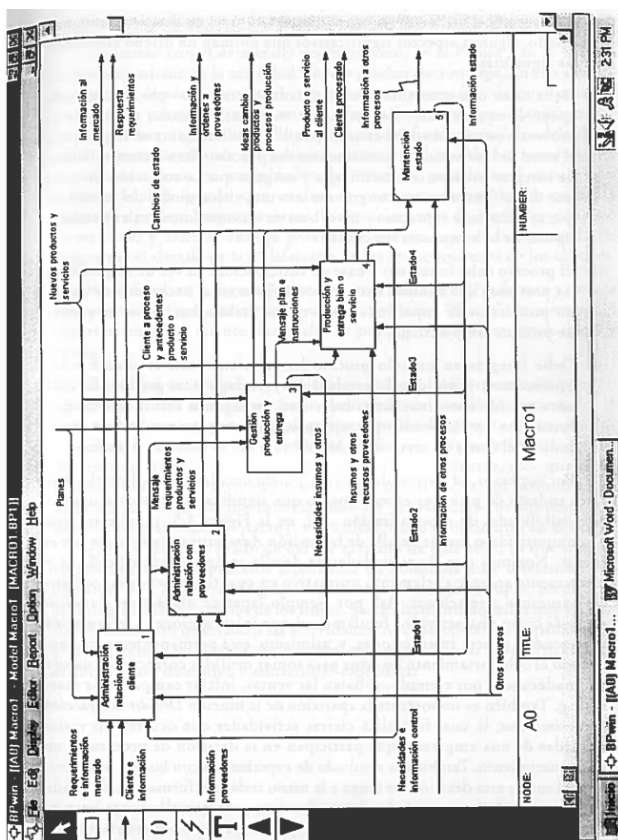 BPwin - [[A0] Macro1 - Model Macro1 [MACRO1.BP1]]
File Edit Display Editor Report Option Window Help
Requerimientos
e información
mercado
Cliente e
información
Información
proveedores
Necesidades e
Información control
Planes
Nuevos productos y
servicios
Administración
relación con el
cliente
1
Administración
relación con
proveedores
2
Gestión
producción y
entrega
3
Producción y
entrega bien o
servicio
4
Mantención
estado
5
Mensaje
requerimientos
productos y
servicios
Cliente a proceso
y antecedentes
producto o
servicio
Mensaje plan e
instrucciones
Cambios de estado
Necesidades insumos y otros
Insumos y otros
recursos proveedores
Estado1
Estado2
Estado3
Estado4
Información de otros procesos
Otros recursos
Información a
mercado
Respuesta
requerimientos
Información y
órdenes a
proveedores
Ideas cambio
productos y
procesos producción
Producto o servicio
al cliente
Cliente procesado
Información a otros
procesos
Información estado
NODE:
A0
TITLE:
Macro1
NUMBER:
Inicio
BPwin - [[A0] Macro1...
Microsoft Word - Documen...
2:31 PM